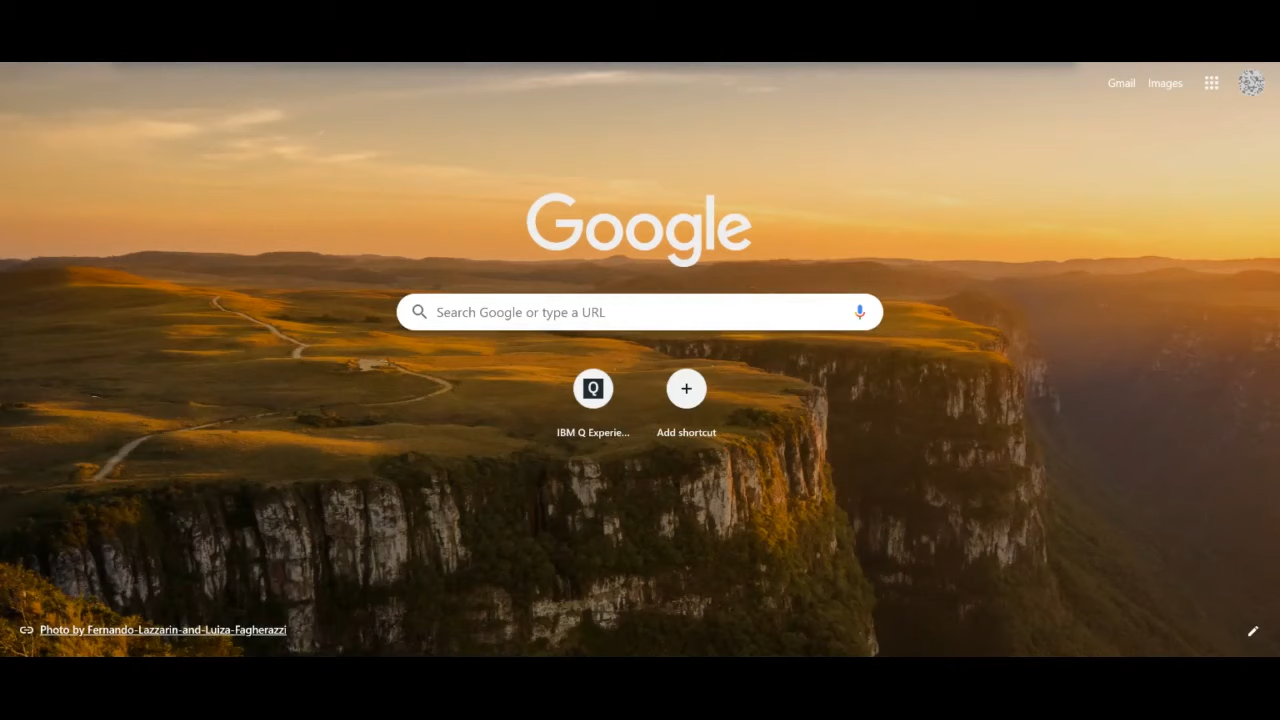 Gmail Images
Google
Search Google or type a URL
Q
IBM Q Experie...
Add shortcut
Photo by Fernando-Lazzarin-and-Luiza-Fagherazzi